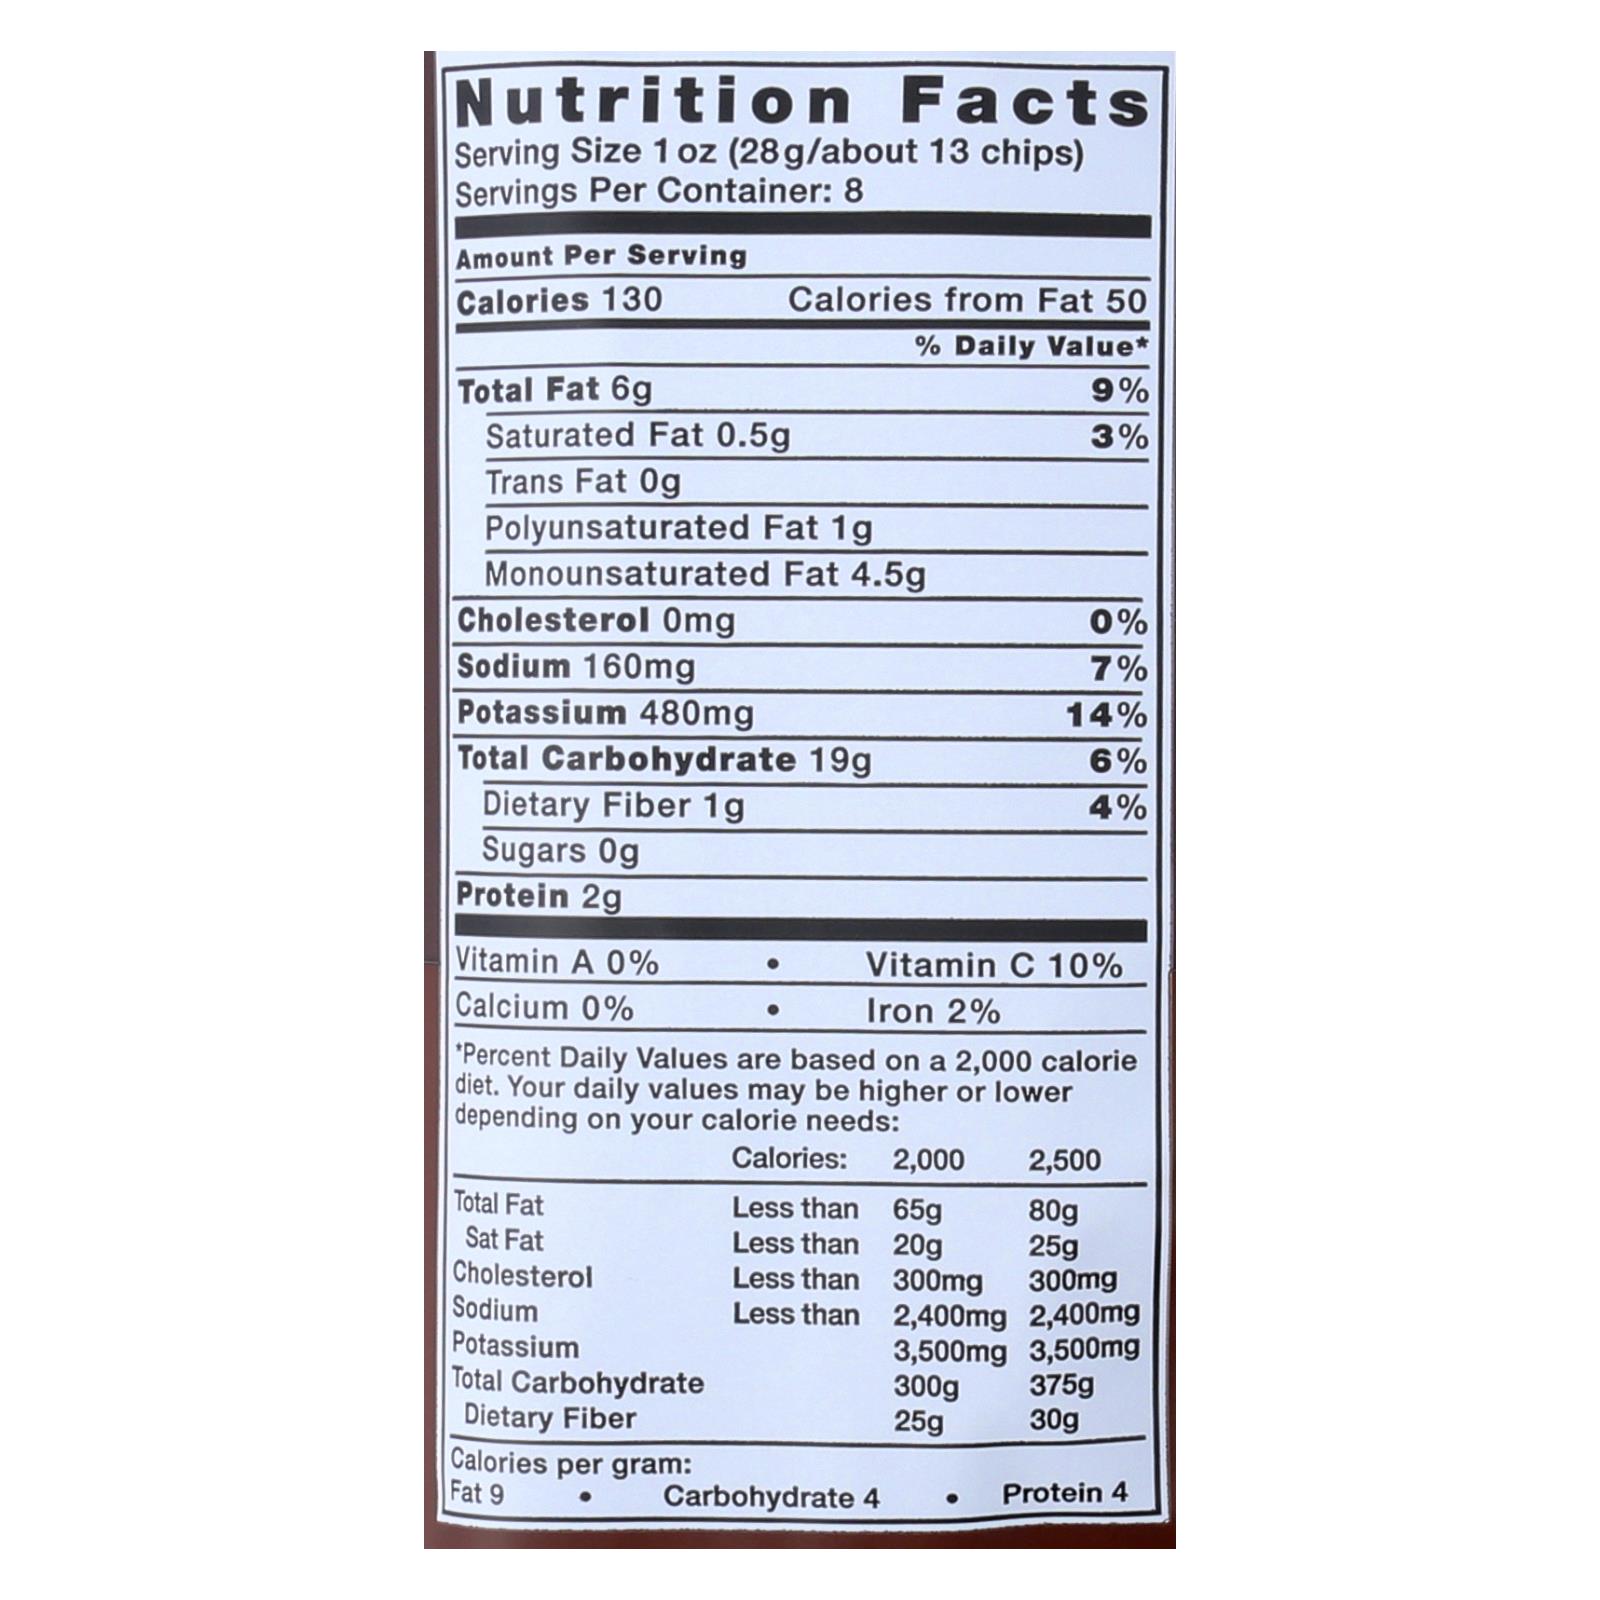 Nutrition Facts
Serving Size 1 oz (28g/about 13 chips)
Servings Per Container: 8
Amount Per Serving
Calories 130 Calories from Fat 50
% Daily Value*
Total Fat 6g 9%
Saturated Fat 0.5g 3%
Trans Fat 0g
Polyunsaturated Fat 1g
Monounsaturated Fat 4.5g
Cholesterol 0mg 0%
Sodium 160mg 7%
Potassium 480mg 14%
Total Carbohydrate 19g 6%
Dietary Fiber 1g 4%
Sugars 0g
Protein 2g
Vitamin A 0% • Vitamin C 10%
Calcium 0% • Iron 2%
*Percent Daily Values are based on a 2,000 calorie
diet. Your daily values may be higher or lower
depending on your calorie needs:
Calories: 2,000 2,500
Total Fat Less than 65g 80g
Sat Fat Less than 20g 25g
Cholesterol Less than 300mg 300mg
Sodium Less than 2,400mg 2,400mg
Potassium 3,500mg 3,500mg
Total Carbohydrate 300g 375g
Dietary Fiber 25g 30g
Calories per gram:
Fat 9 • Carbohydrate 4 • Protein 4